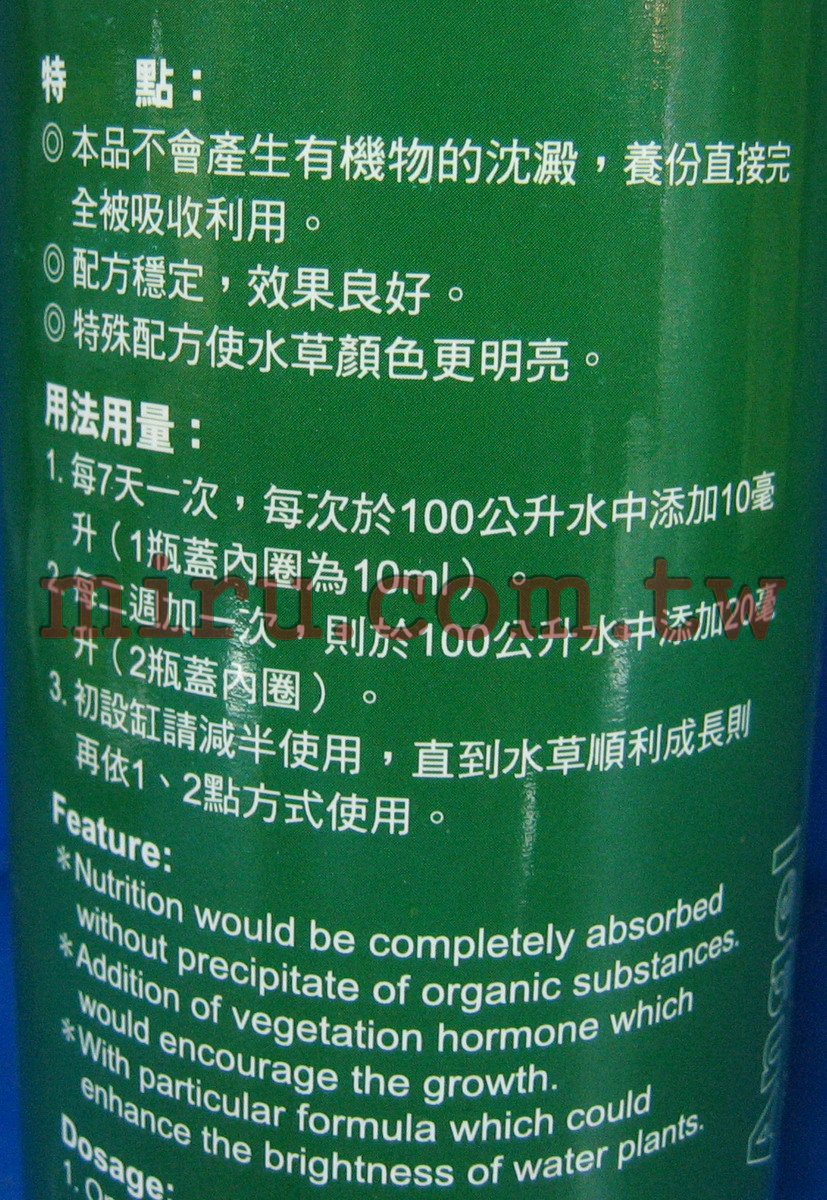 特 點：
◎本品不會產生有機物的沈澱，養份直接完
全被吸收利用。
◎配方穩定，效果良好。
◎特殊配方使水草顏色更明亮。
用法用量：
1. 每7天一次，每次於100公升水中添加10毫
升（1瓶蓋內圈為10ml）。
miru.com.tw
2. 每二週加一次，則於100公升水中添加20毫
升（2瓶蓋內圈）。
3. 初設缸請減半使用，直到水草順利成長則
再依1、2點方式使用。
Feature:
*Nutrition would be completely absorbed
without precipitate of organic substances.
*Addition of vegetation hormone which
would encourage the growth.
*With particular formula which could
enhance the brightness of water plants.
Dosage:
1.